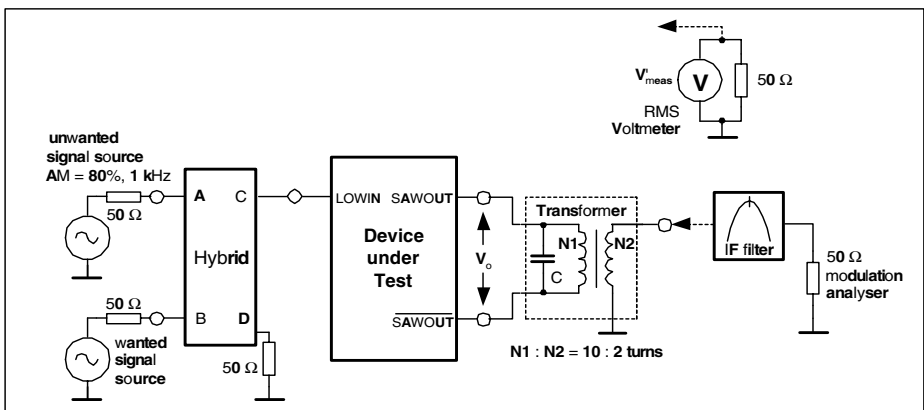 V'meas
V
50 Ω
RMS
Voltmeter
unwanted
signal source
AM = 80%, 1 kHz
50 Ω
A
C
Hybrid
B
D
50 Ω
50 Ω
wanted
signal
source
LOWIN
SAWOUT
Device
under
Test
SAWOUT
Vo
Transformer
N1
N2
C
N1 : N2 = 10 : 2 turns
IF filter
50 Ω
modulation
analyser